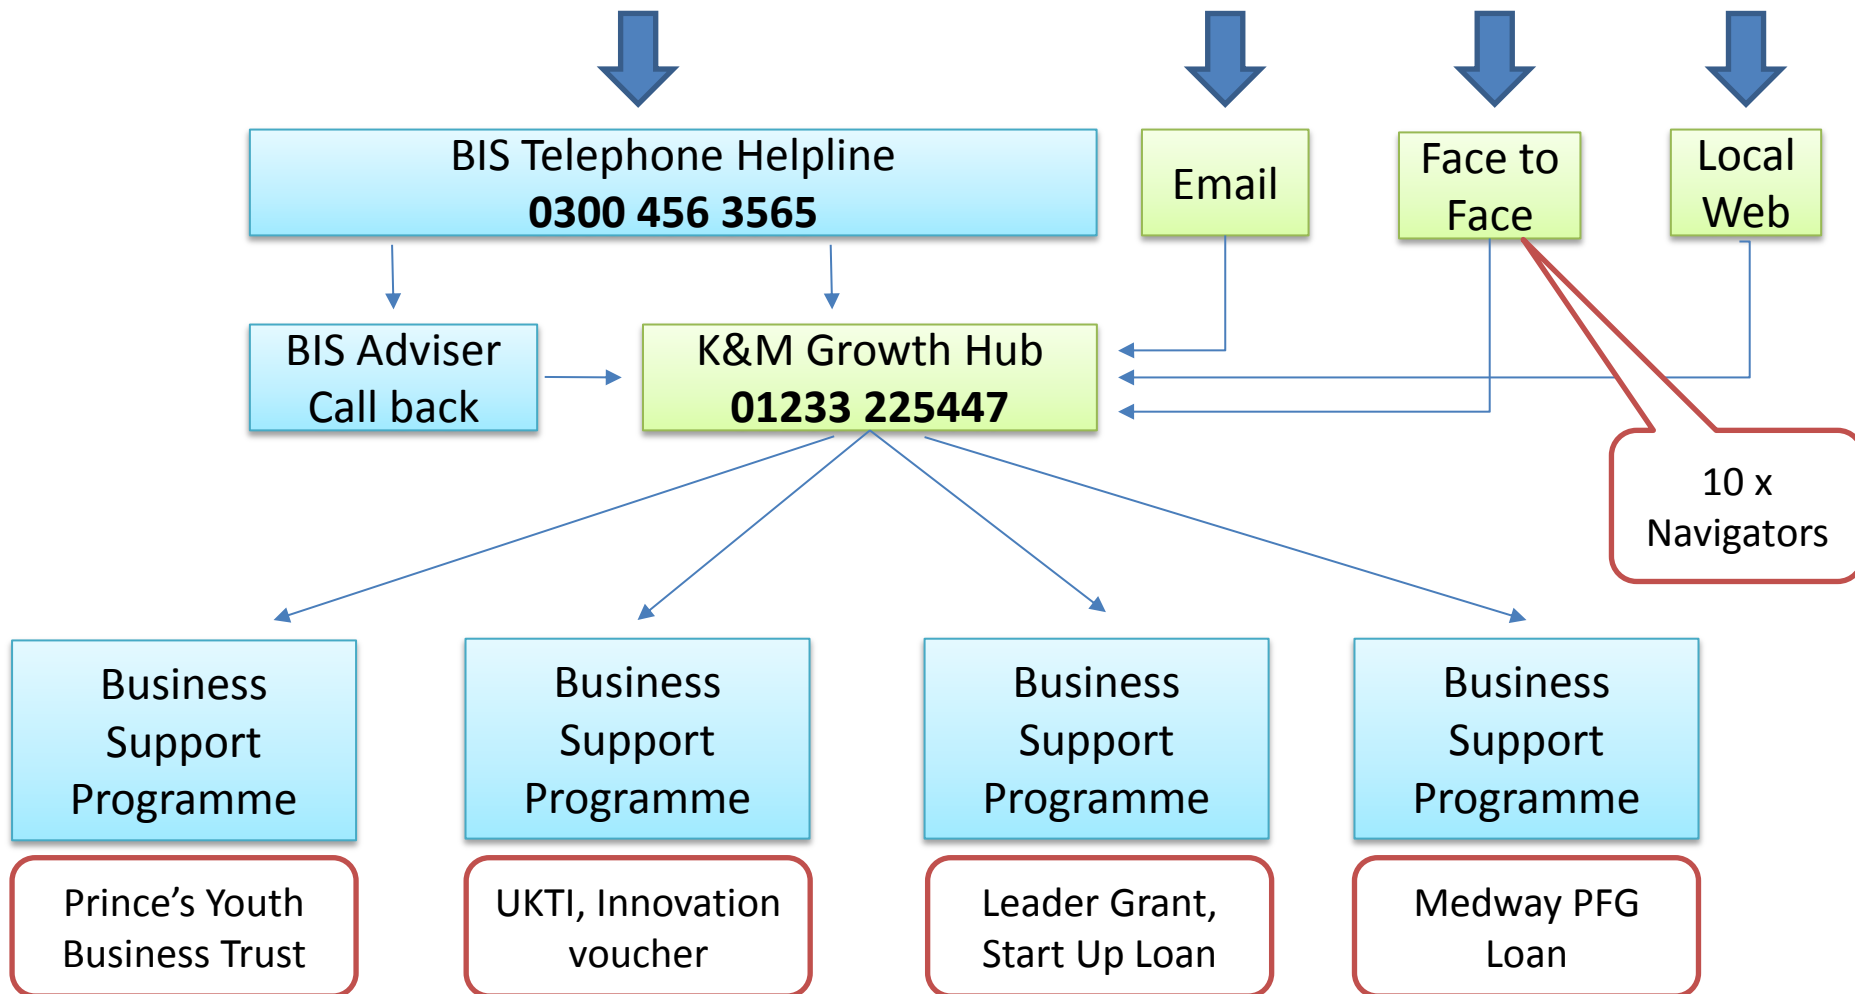 BIS Telephone Helpline
0300 456 3565
Email
Face to
Face
Local
Web
BIS Adviser
Call back
K&M Growth Hub
01233 225447
10 x
Navigators
Business
Support
Programme
Business
Support
Programme
Business
Support
Programme
Business
Support
Programme
Prince’s Youth
Business Trust
UKTI, Innovation
voucher
Leader Grant,
Start Up Loan
Medway PFG
Loan